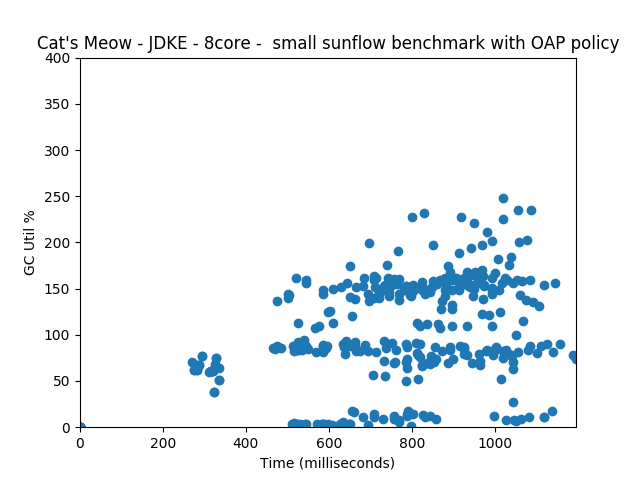 Cat's Meow - JDKE - 8core -  small sunflow benchmark with OAP policy
400
350
300
250
200
150
100
50
0
GC Util %
0 200 400 600 800 1000
Time (milliseconds)